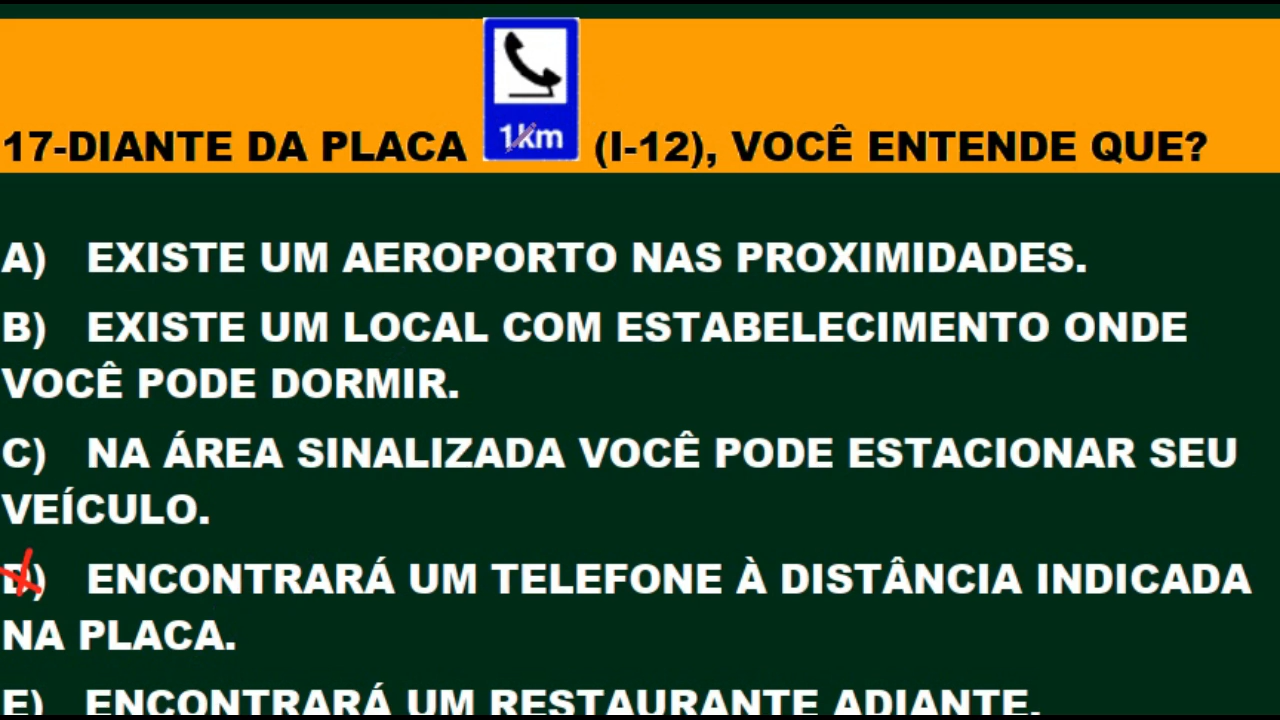 1km
17-DIANTE DA PLACA (I-12), VOCÊ ENTENDE QUE?
A) EXISTE UM AEROPORTO NAS PROXIMIDADES.
B) EXISTE UM LOCAL COM ESTABELECIMENTO ONDE
VOCÊ PODE DORMIR.
C) NA ÁREA SINALIZADA VOCÊ PODE ESTACIONAR SEU
VEÍCULO.
D) ENCONTRARÁ UM TELEFONE À DISTÂNCIA INDICADA
NA PLACA.
E) ENCONTRARÁ UM RESTAURANTE ADIANTE.